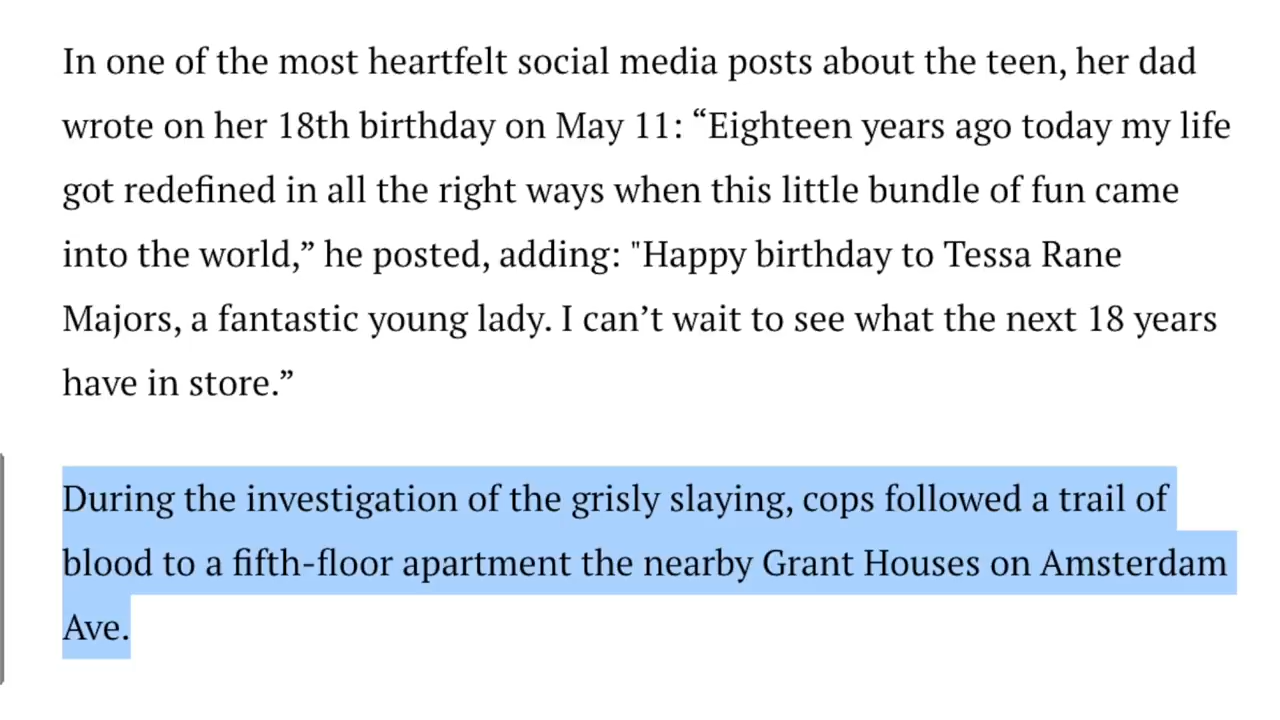 In one of the most heartfelt social media posts about the teen, her dad
wrote on her 18th birthday on May 11: “Eighteen years ago today my life
got redefined in all the right ways when this little bundle of fun came
into the world,” he posted, adding: "Happy birthday to Tessa Rane
Majors, a fantastic young lady. I can’t wait to see what the next 18 years
have in store.”
During the investigation of the grisly slaying, cops followed a trail of
blood to a fifth-floor apartment the nearby Grant Houses on Amsterdam
Ave.